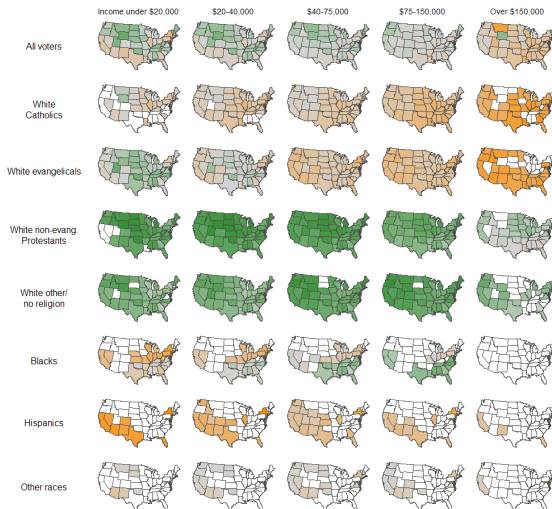 Income under $20,000
$20-40,000
$40-75,000
$75-150,000
Over $150,000
All voters
White
Catholics
White evangelicals
White non-evang.
Protestants
White other/
no religion
Blacks
Hispanics
Other races